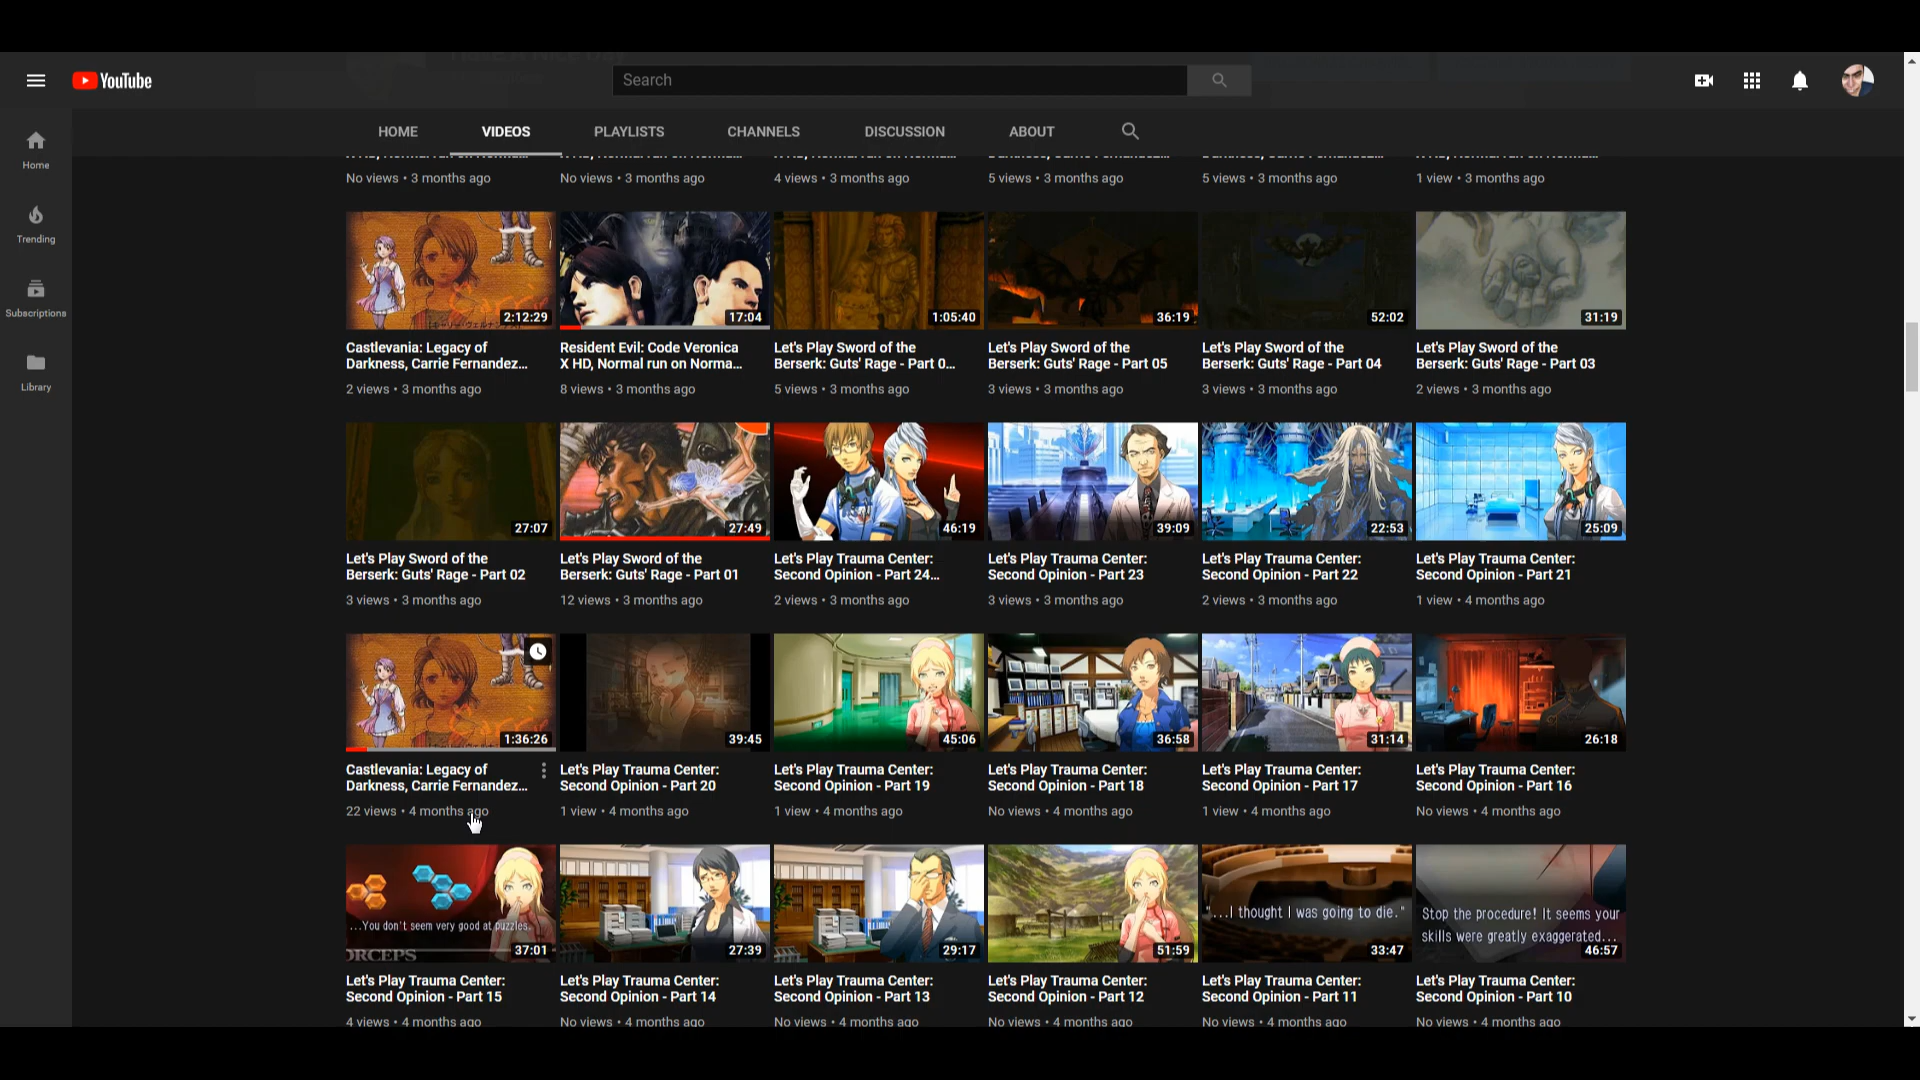 YouTube
Search
HOME VIDEOS PLAYLISTS CHANNELS DISCUSSION ABOUT
Home
Trending
Subscriptions
Library
No views • 3 months ago No views • 3 months ago 4 views • 3 months ago 5 views • 3 months ago 5 views • 3 months ago 1 view • 3 months ago
2:12:29 17:04 1:05:40 36:19 52:02 31:19
Castlevania: Legacy of Resident Evil: Code Veronica Let's Play Sword of the Let's Play Sword of the Let's Play Sword of the Let's Play Sword of the
Darkness, Carrie Fernandez... X HD, Normal run on Norma... Berserk: Guts' Rage - Part 0... Berserk: Guts' Rage - Part 05 Berserk: Guts' Rage - Part 04 Berserk: Guts' Rage - Part 03
2 views • 3 months ago 8 views • 3 months ago 5 views • 3 months ago 3 views • 3 months ago 3 views • 3 months ago 2 views • 3 months ago
27:07 27:49 46:19 39:09 22:53 25:09
Let's Play Sword of the Let's Play Sword of the Let's Play Trauma Center: Let's Play Trauma Center: Let's Play Trauma Center: Let's Play Trauma Center:
Berserk: Guts' Rage - Part 02 Berserk: Guts' Rage - Part 01 Second Opinion - Part 24... Second Opinion - Part 23 Second Opinion - Part 22 Second Opinion - Part 21
3 views • 3 months ago 12 views • 3 months ago 2 views • 3 months ago 3 views • 3 months ago 2 views • 3 months ago 1 view • 4 months ago
1:36:26 39:45 45:06 36:58 31:14 26:18
Castlevania: Legacy of Let's Play Trauma Center: Let's Play Trauma Center: Let's Play Trauma Center: Let's Play Trauma Center: Let's Play Trauma Center:
Darkness, Carrie Fernandez... Second Opinion - Part 20 Second Opinion - Part 19 Second Opinion - Part 18 Second Opinion - Part 17 Second Opinion - Part 16
22 views • 4 months ago 1 view • 4 months ago 1 view • 4 months ago No views • 4 months ago 1 view • 4 months ago No views • 4 months ago
...You don't seem very good at puzzles. "...I thought I was going to die." Stop the procedure! It seems your
skills were greatly exaggerated...
37:01 27:39 29:17 51:59 33:47 46:57
Let's Play Trauma Center: Let's Play Trauma Center: Let's Play Trauma Center: Let's Play Trauma Center: Let's Play Trauma Center: Let's Play Trauma Center:
Second Opinion - Part 15 Second Opinion - Part 14 Second Opinion - Part 13 Second Opinion - Part 12 Second Opinion - Part 11 Second Opinion - Part 10
4 views • 4 months ago No views • 4 months ago No views • 4 months ago No views • 4 months ago No views • 4 months ago No views • 4 months ago